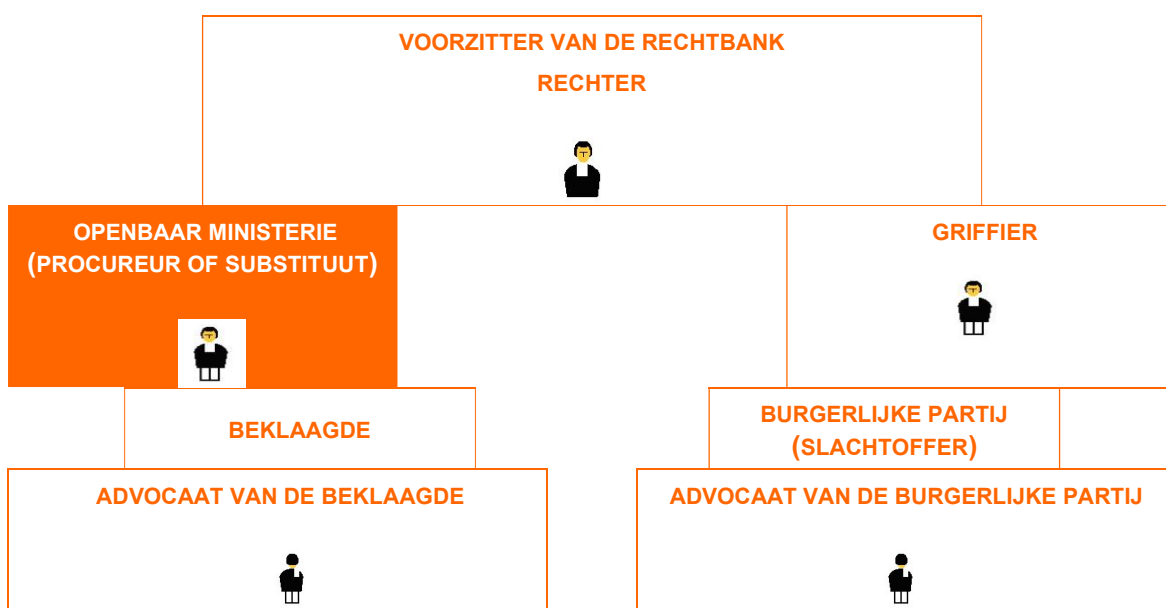 VOORZITTER VAN DE RECHTBANK
RECHTER
OPENBAAR MINISTERIE
(PROCUREUR OF SUBSTITUUT)
GRIFFIER
BEKLAAGDE
BURGERLIJKE PARTIJ
(SLACHTOFFER)
ADVOCAAT VAN DE BEKLAAGDE
ADVOCAAT VAN DE BURGERLIJKE PARTIJ